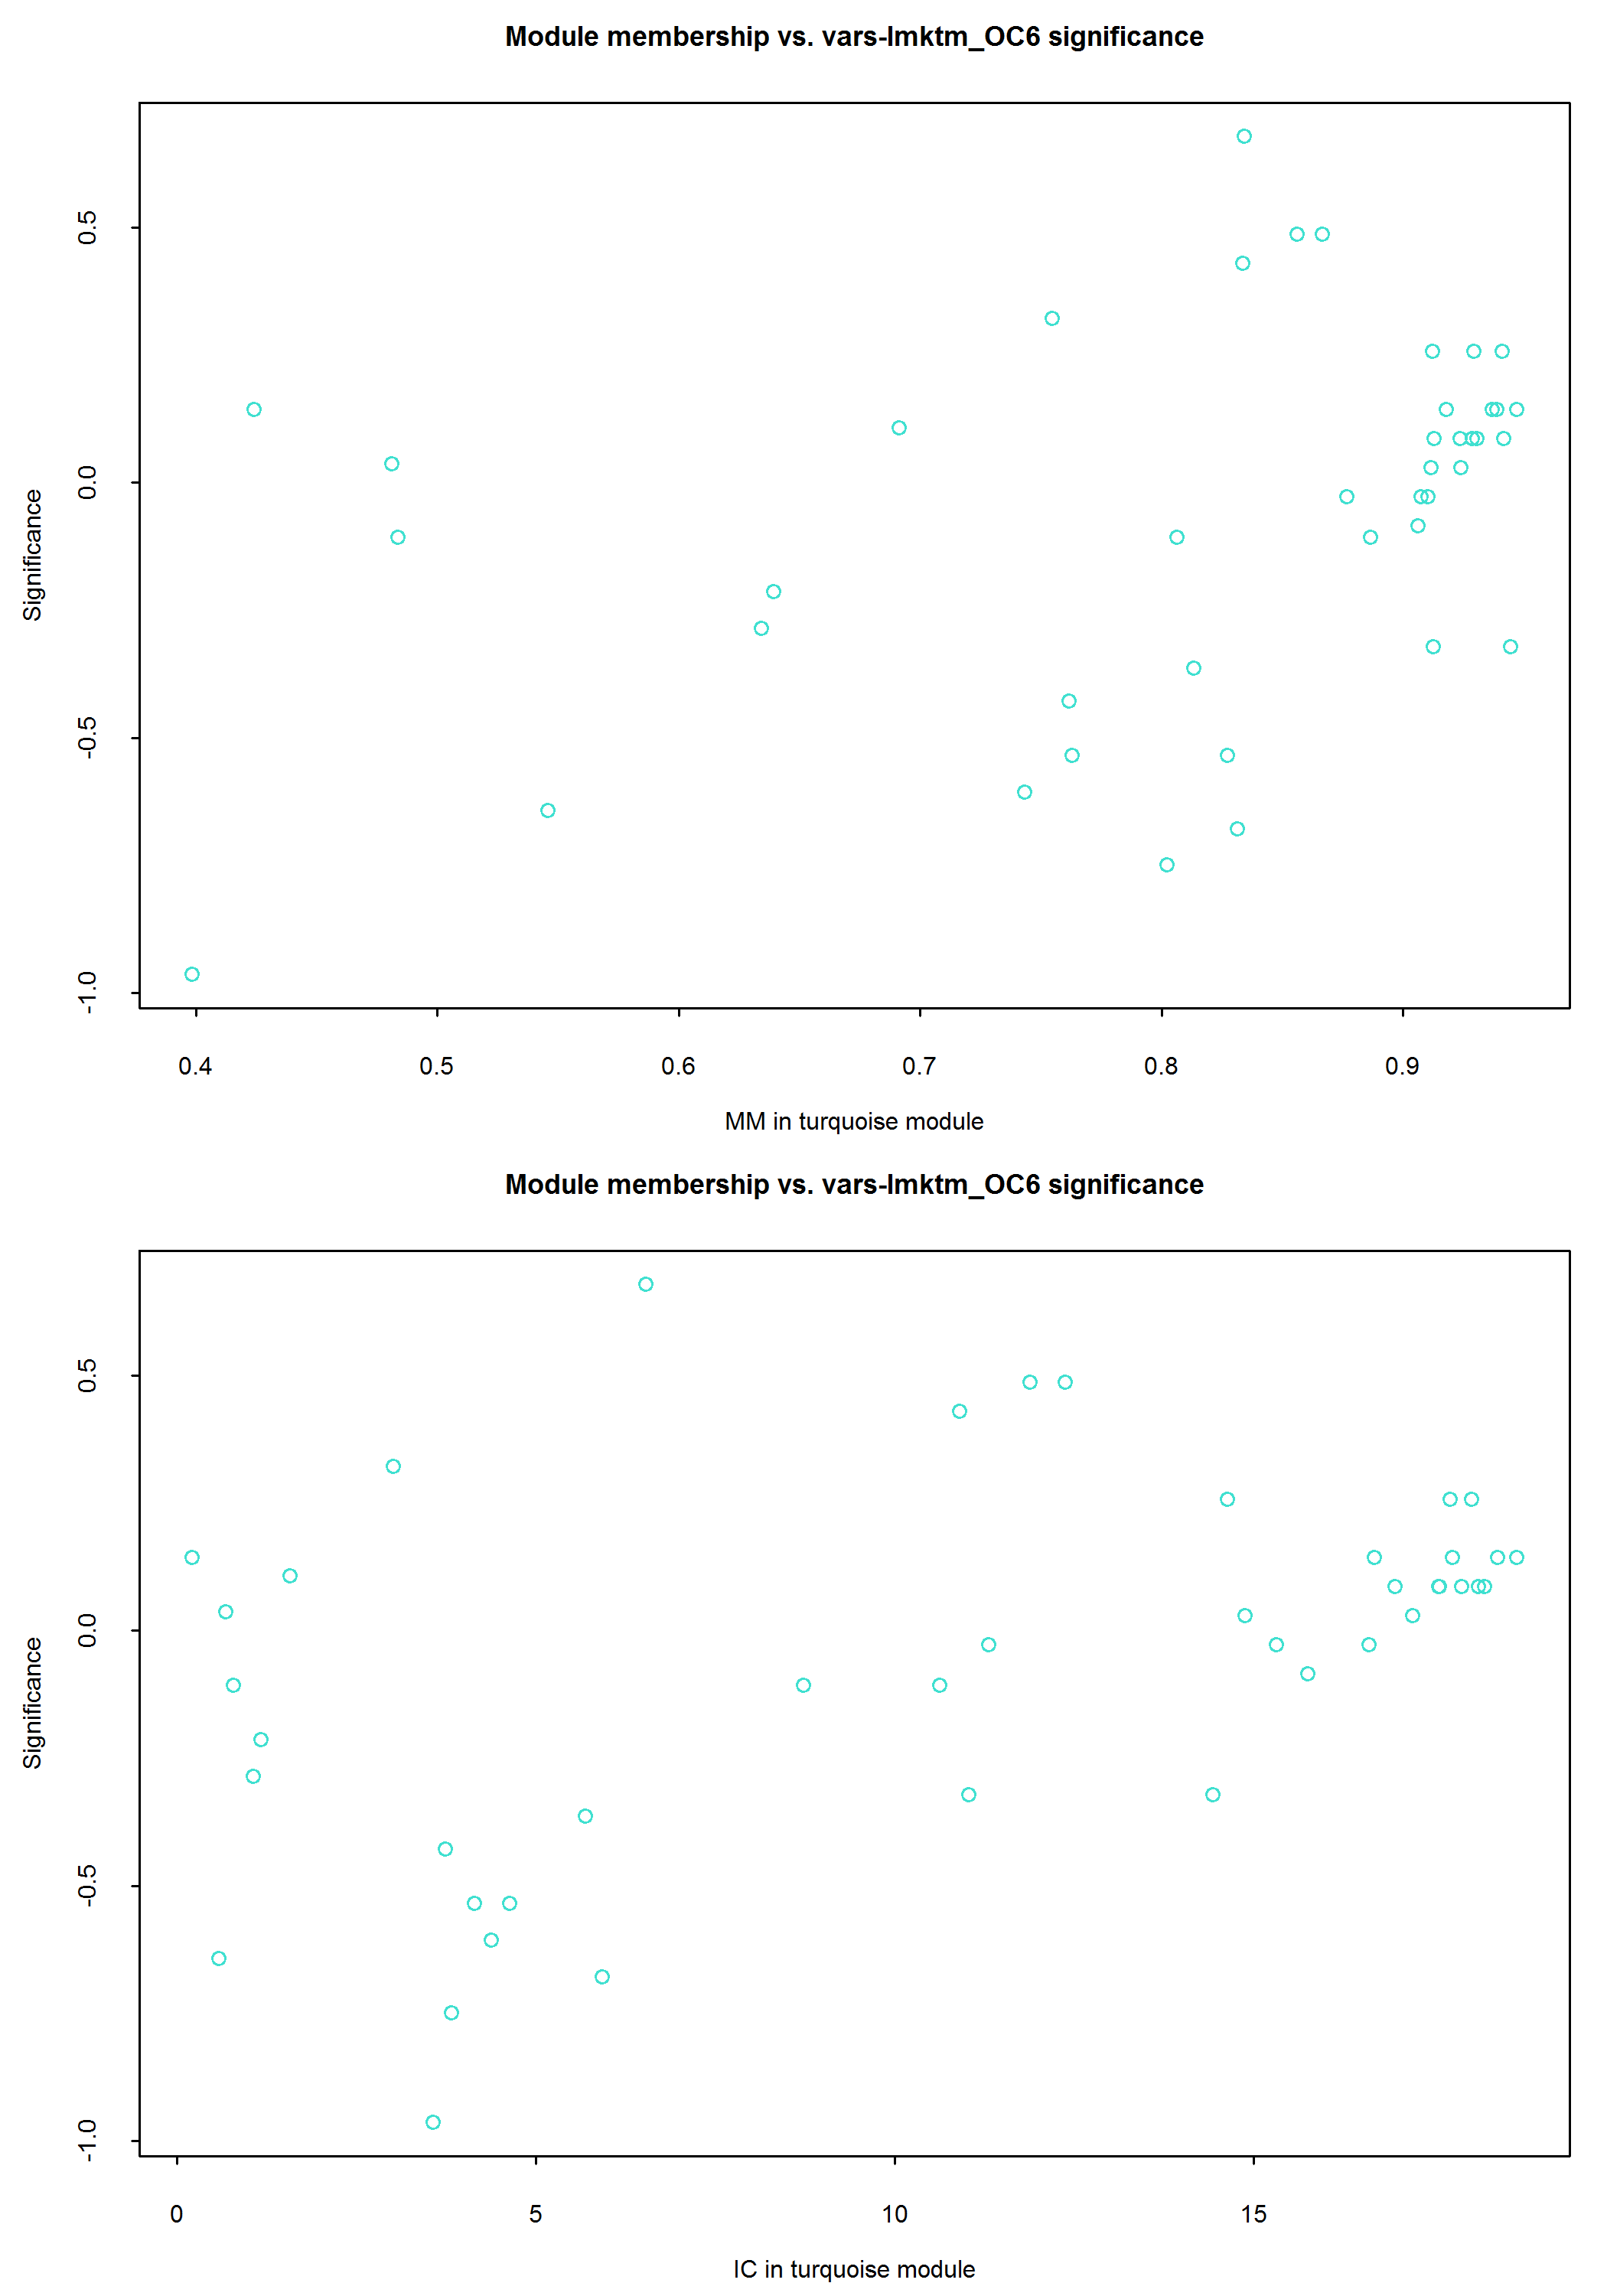 Module membership vs. vars-lmktm_OC6 significance
0.5
0.0
-0.5
-1.0
Significance
0.4 0.5 0.6 0.7 0.8 0.9
MM in turquoise module
Module membership vs. vars-lmktm_OC6 significance
0.5
0.0
-0.5
-1.0
Significance
0 5 10 15
IC in turquoise module